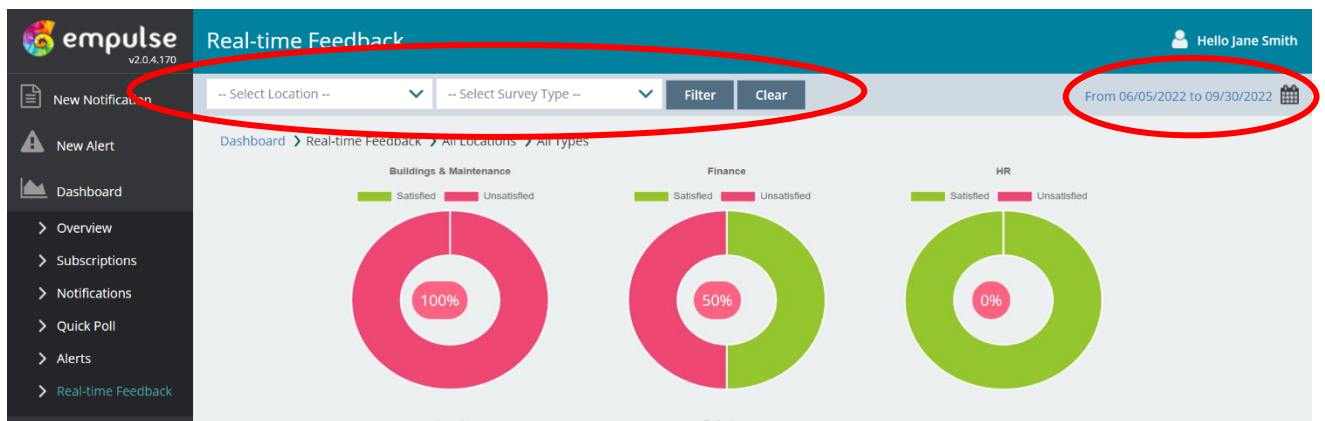 empulse
v2.0.4.170
Real-time Feedback
Hello Jane Smith
New Notification
-- Select Location --
-- Select Survey Type --
Filter
Clear
From 06/05/2022 to 09/30/2022
New Alert
Dashboard
Overview
Subscriptions
Notifications
Quick Poll
Alerts
Real-time Feedback
Dashboard > Real-time Feedback > All Locations > All Types
Buildings & Maintenance
Satisfied Unsatisfied
100%
Finance
Satisfied Unsatisfied
50%
HR
Satisfied Unsatisfied
0%